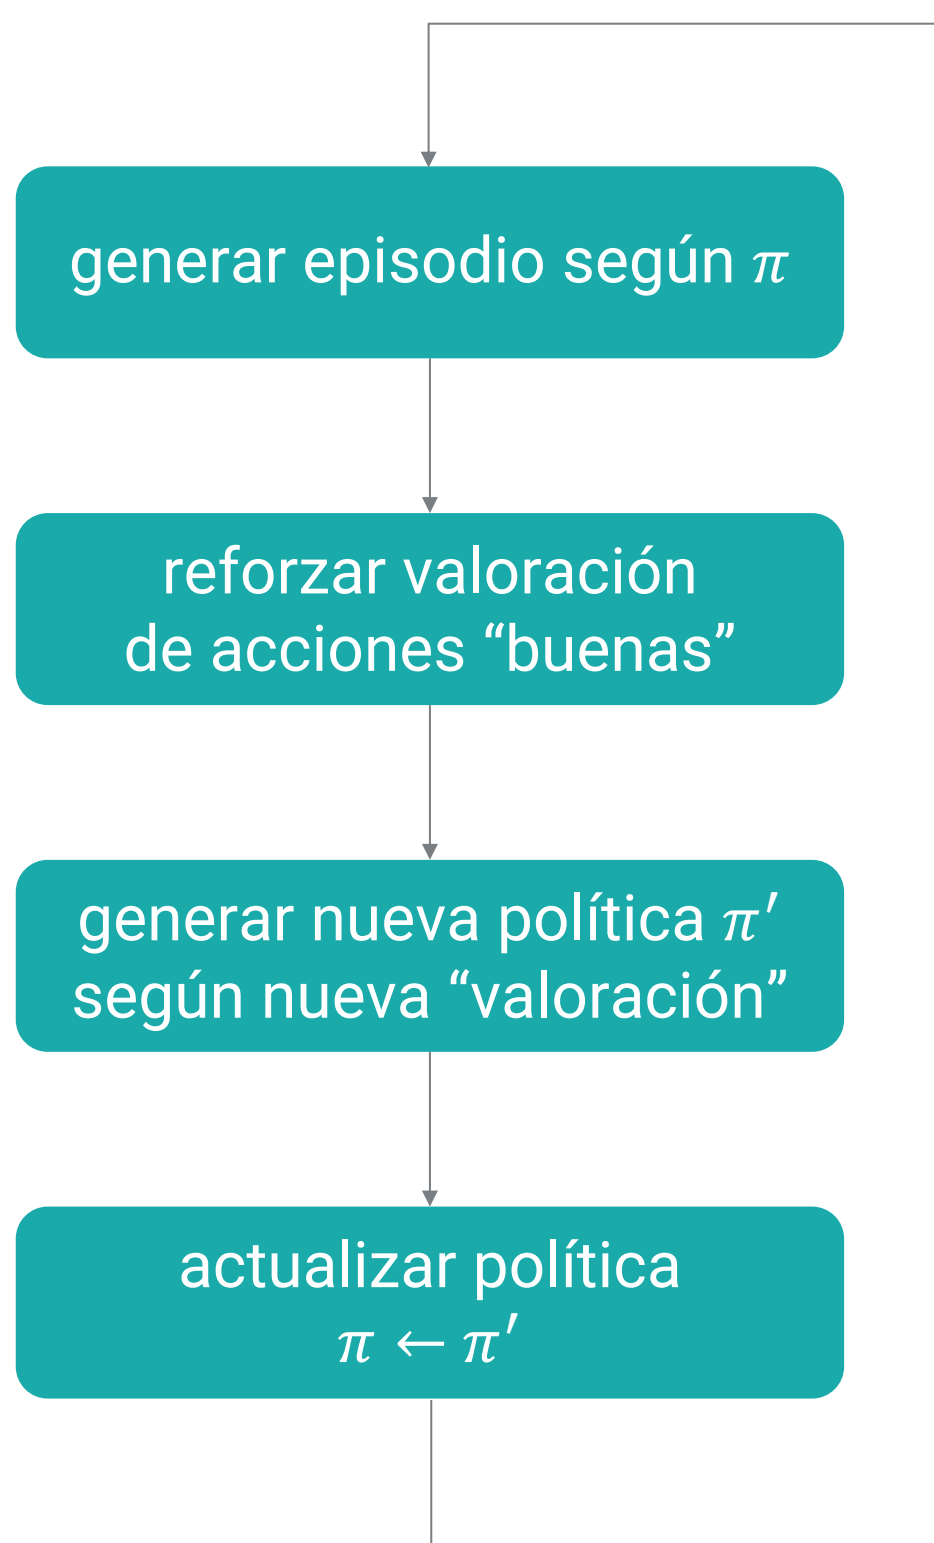 generar episodio según π
reforzar valoración
de acciones “buenas”
generar nueva política π′
según nueva “valoración”
actualizar política
π ← π′